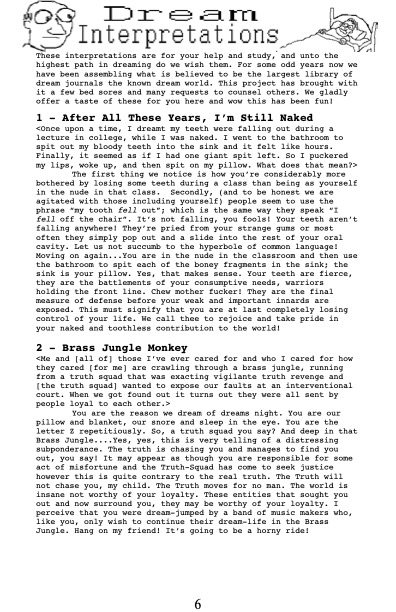 Dream
Interpretations
These interpretations are for your help and study, and unto the
highest path in dreaming do we wish them. For some odd years now we
have been assembling what is believed to be the largest library of
dream journals the known dream world. This project has brought with
it a few bed sores and many requests to counsel others. We gladly
offer a taste of these for you here and wow this has been fun!
1 - After All These Years, I'm Still Naked
<Once upon a time, I dreamt my teeth were falling out during a
lecture in college, while I was naked. I went to the bathroom to
spit out my bloody teeth into the sink and it felt like hours.
Finally, it seemed as if I had one giant spit left. So I puckered
my lips, woke up, and then spit on my pillow. What does that mean?>
The first thing we notice is how you're considerably more
bothered by losing some teeth during a class than being as yourself
in the nude in that class.  Secondly, (and to be honest we are
agitated with those including yourself) people seem to use the
phrase "my tooth fell out"; which is the same way they speak "I
fell off the chair". It's not falling, you fools! Your teeth aren't
falling anywhere! They're pried from your strange gums or most
often they simply pop out and a slide into the rest of your oral
cavity. Let us not succumb to the hyperbole of common language!
Moving on again...You are in the nude in the classroom and then use
the bathroom to spit each of the boney fragments in the sink; the
sink is your pillow. Yes, that makes sense. Your teeth are fierce,
they are the battlements of your consumptive needs, warriors
holding the front line. Chew mother fucker! They are the final
measure of defense before your weak and important innards are
exposed. This must signify that you are at last completely losing
control of your life. We call thee to rejoice and take pride in
your naked and toothless contribution to the world!
2 - Brass Jungle Monkey
<Me and [all of] those I've ever cared for and who I cared for how
they cared [for me] are crawling through a brass jungle, running
from a truth squad that was exacting vigilante truth revenge and
[the truth squad] wanted to expose our faults at an interventional
court. When we got found out it turns out they were all sent by
people loyal to each other.>
You are the reason we dream of dreams night. You are our
pillow and blanket, our snore and sleep in the eye. You are the
letter Z repetitiously. So, a truth squad you say? And deep in that
Brass Jungle....Yes, yes, this is very telling of a distressing
subponderance. The truth is chasing you and manages to find you
out, you say! It may appear as though you are responsible for some
act of misfortune and the Truth-Squad has come to seek justice
however this is quite contrary to the real truth. The Truth will
not chase you, my child. The Truth moves for no man. The world is
insane not worthy of your loyalty. These entities that sought you
out and now surround you, they may be worthy of your loyalty. I
perceive that you were dream-jumped by a band of music makers who,
like you, only wish to continue their dream-life in the Brass
Jungle. Hang on my friend! It's going to be a horny ride!
6